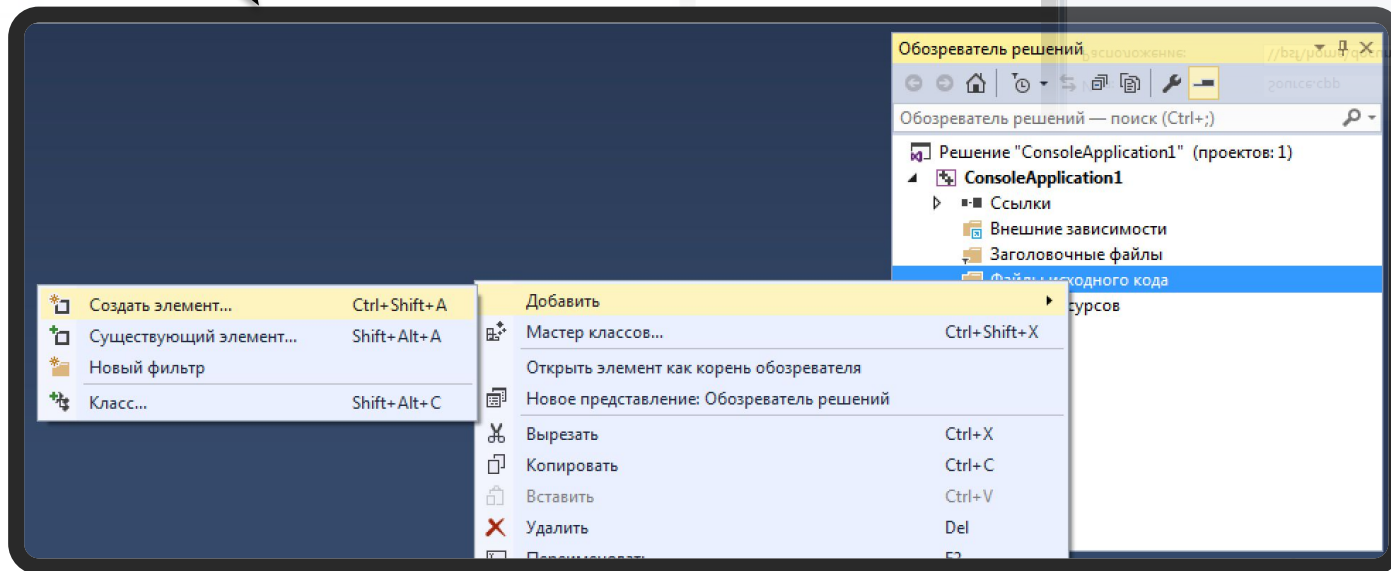 Обозреватель решений
Обозреватель решений — поиск (Ctrl+;)
Решение "ConsoleApplication1" (проектов: 1)
ConsoleApplication1
Ссылки
Внешние зависимости
Заголовочные файлы
Файлы исходного кода
сурсов
Создать элемент... Ctrl+Shift+A
Существующий элемент... Shift+Alt+A
Новый фильтр
Класс... Shift+Alt+C
Добавить
Мастер классов... Ctrl+Shift+X
Открыть элемент как корень обозревателя
Новое представление: Обозреватель решений
Вырезать Ctrl+X
Копировать Ctrl+C
Вставить Ctrl+V
Удалить Del
Переименовать F2